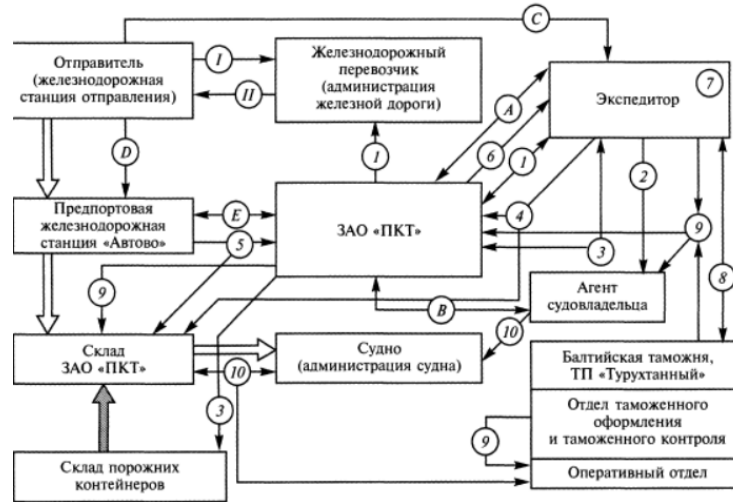 C
Отправитель
(железнодорожная
станция отправления)
I
II
Железнодорожный
перевозчик
(администрация
железной дороги)
Экспедитор
7
A
6
1
D
1
2
Предпортовая
железнодорожная
станция «Автово»
E
5
ЗАО «ПКТ»
4
3
9
8
9
B
Агент
судовладельца
10
Склад
ЗАО «ПКТ»
10
Судно
(администрация судна)
Балтийская таможня,
ТП «Турухтанный»
Отдел таможенного
оформления
и таможенного контроля
9
Оперативный отдел
3
Склад порожних
контейнеров